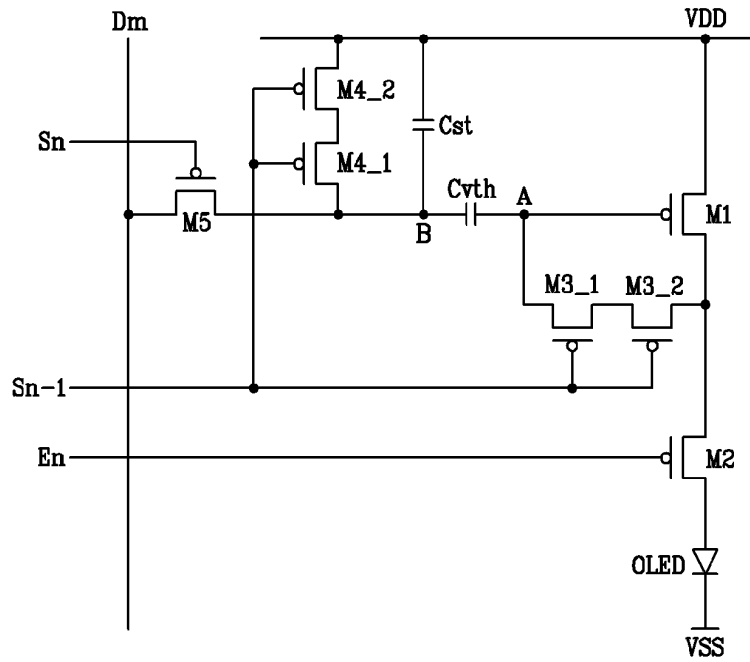 Dm
VDD
M4_2
Sn
Cst
M4_1
Cvth
A
M5
B
M1
M3_1
M3_2
Sn-1
En
M2
OLED
VSS